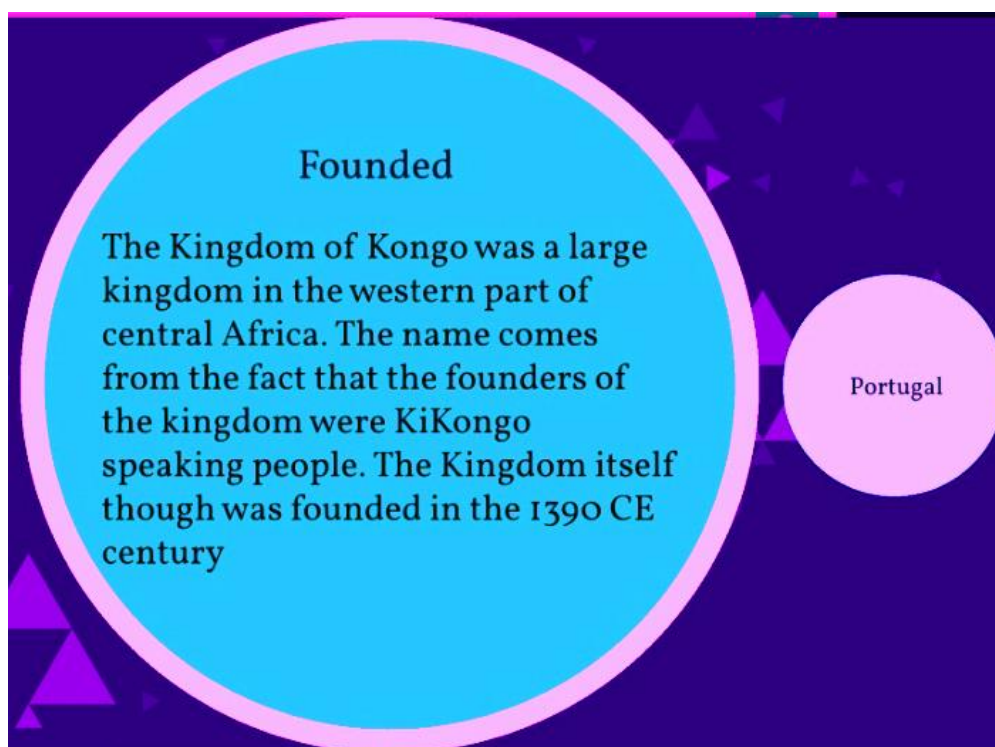 Founded
The Kingdom of Kongo was a large
kingdom in the western part of
central Africa. The name comes
from the fact that the founders of
the kingdom were KiKongo
speaking people. The Kingdom itself
though was founded in the 1390 CE
century
Portugal